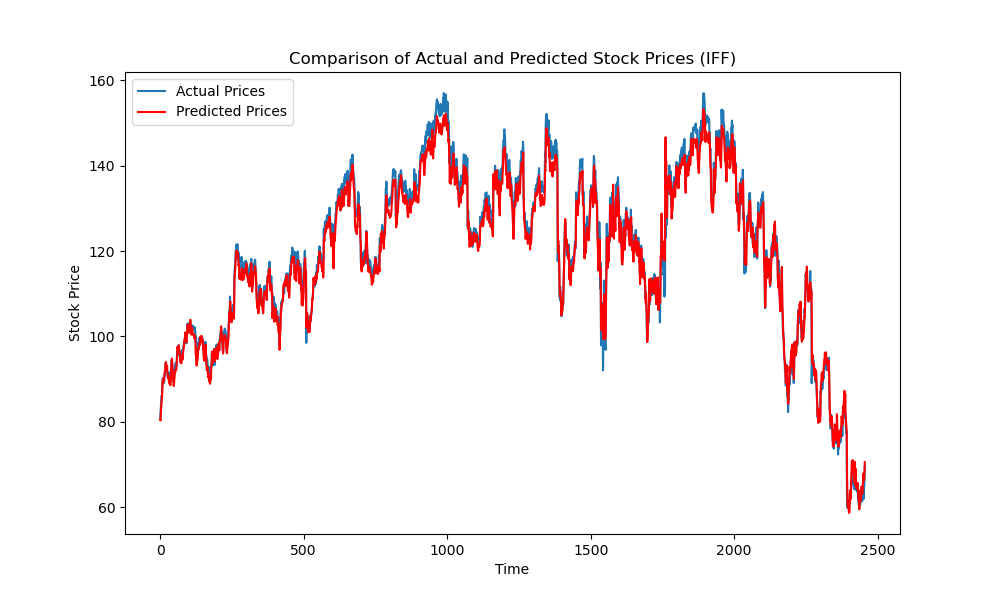 Comparison of Actual and Predicted Stock Prices (IFF)
Actual Prices
Predicted Prices
160
140
120
100
80
60
Stock Price
0 500 1000 1500 2000 2500
Time